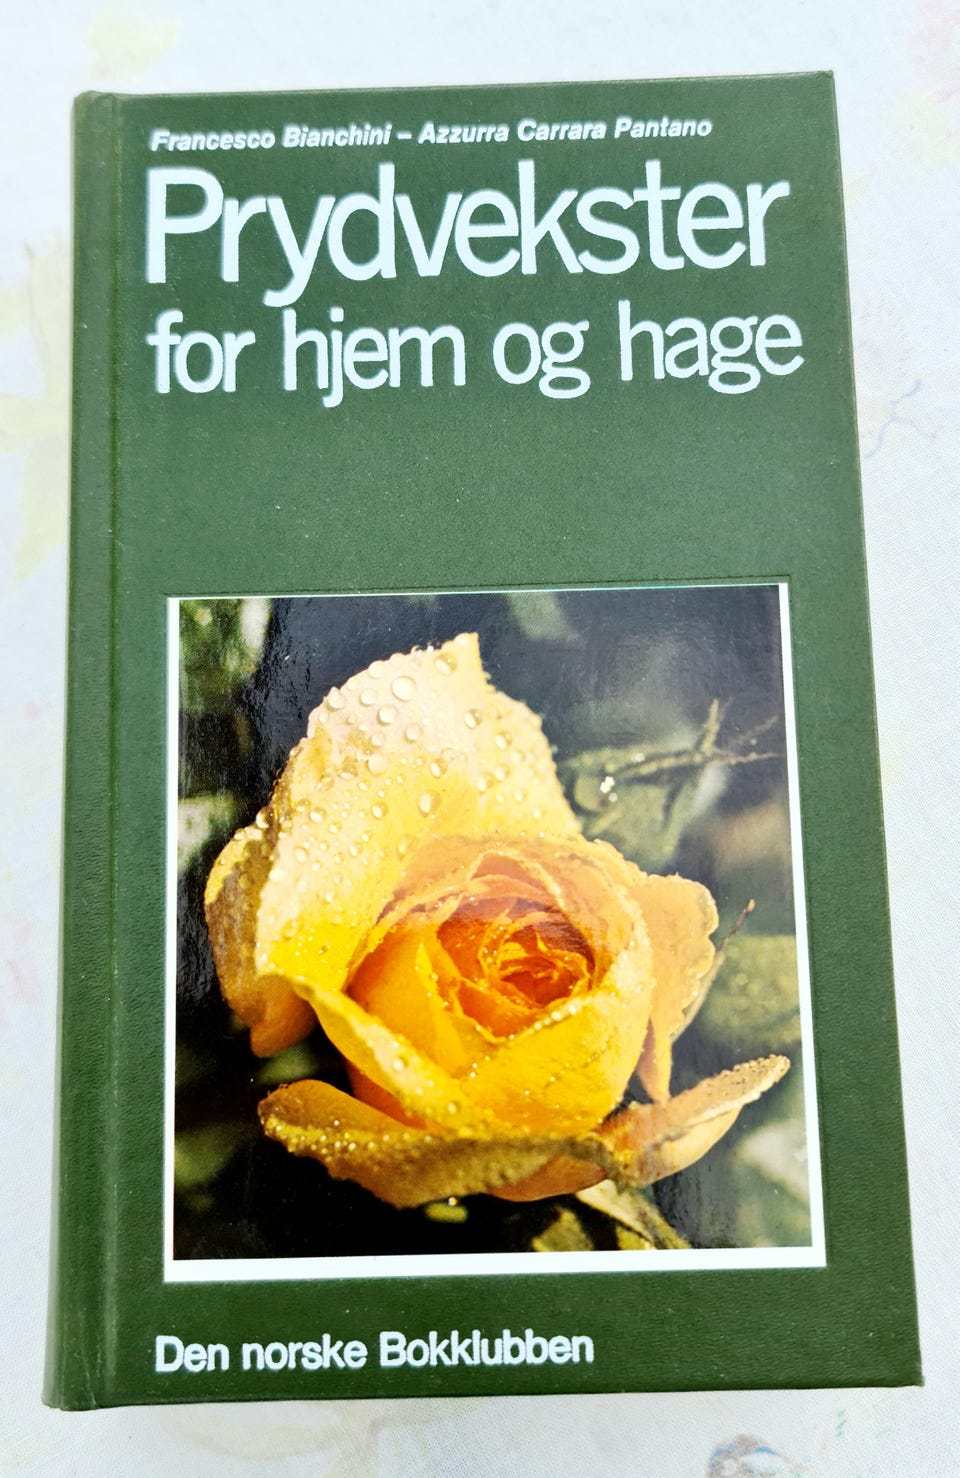 Francesco Bianchini – Azzurra Carrara Pantano
Prydvekster
for hjem og hage
Den norske Bokklubben